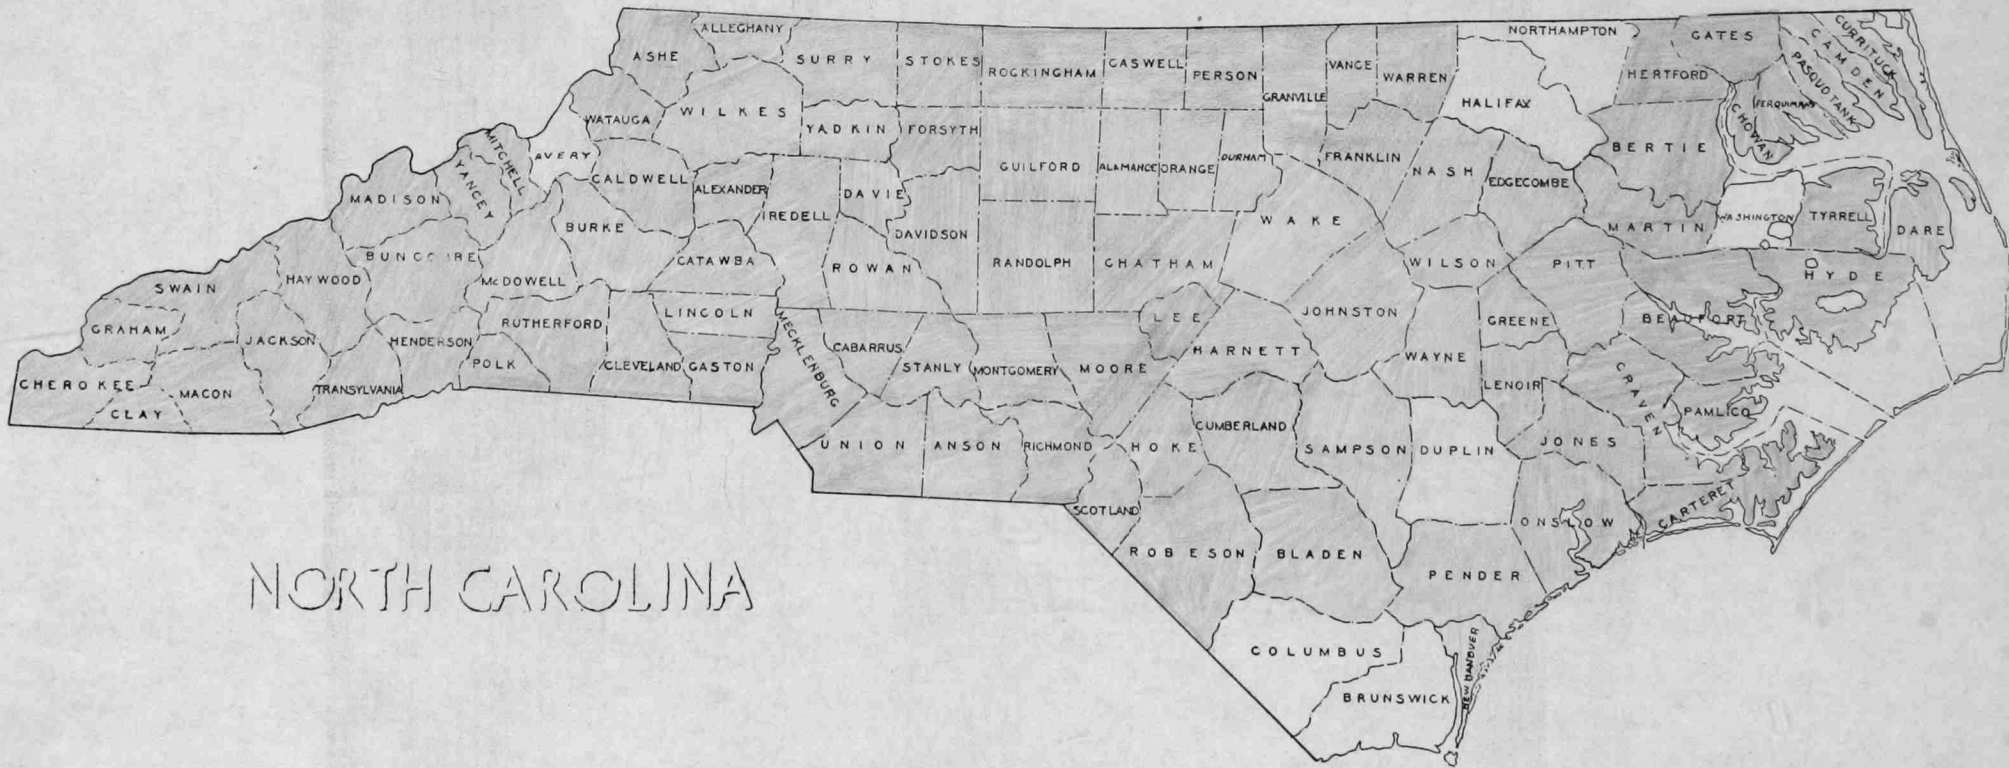 ALLEGHANY
ASHE
SURRY
STOKES
ROCKINGHAM
CASWELL
PERSON
GRANVILLE
VANCE
WARREN
NORTHAMPTON
HALIFAX
HERTFORD
GATES
CURRITUCK
CAMDEN
PASQUOTANK
PERQUIMANS
CHOWAN
WATAUGA
WILKES
YADKIN
FORSYTH
GUILFORD
ALAMANCE
ORANGE
DURHAM
FRANKLIN
NASH
EDGECOMBE
BERTIE
MITCHELL
AVERY
YANCEY
CALDWELL
ALEXANDER
IREDELL
DAVIE
DAVIDSON
WAKE
MARTIN
WASHINGTON
TYRRELL
DARE
MADISON
BURKE
CATAWBA
ROWAN
RANDOLPH
CHATHAM
WILSON
PITT
HYDE
SWAIN
HAYWOOD
McDOWELL
GRAHAM
JACKSON
HENDERSON
RUTHERFORD
LINCOLN
MECKLENBURG
CABARRUS
STANLY
MONTGOMERY
MOORE
LEE
HARNETT
JOHNSTON
WAYNE
GREENE
BEAUFORT
CHEROKEE
CLAY
MACON
TRANSYLVANIA
POLK
CLEVELAND
GASTON
LENOIR
CRAVEN
PAMLICO
UNION
ANSON
RICHMOND
HOKE
CUMBERLAND
SAMPSON
DUPLIN
JONES
SCOTLAND
ROBESON
BLADEN
PENDER
ONSLOW
CARTERET
COLUMBUS
BRUNSWICK
NEW HANOVER
NORTH CAROLINA